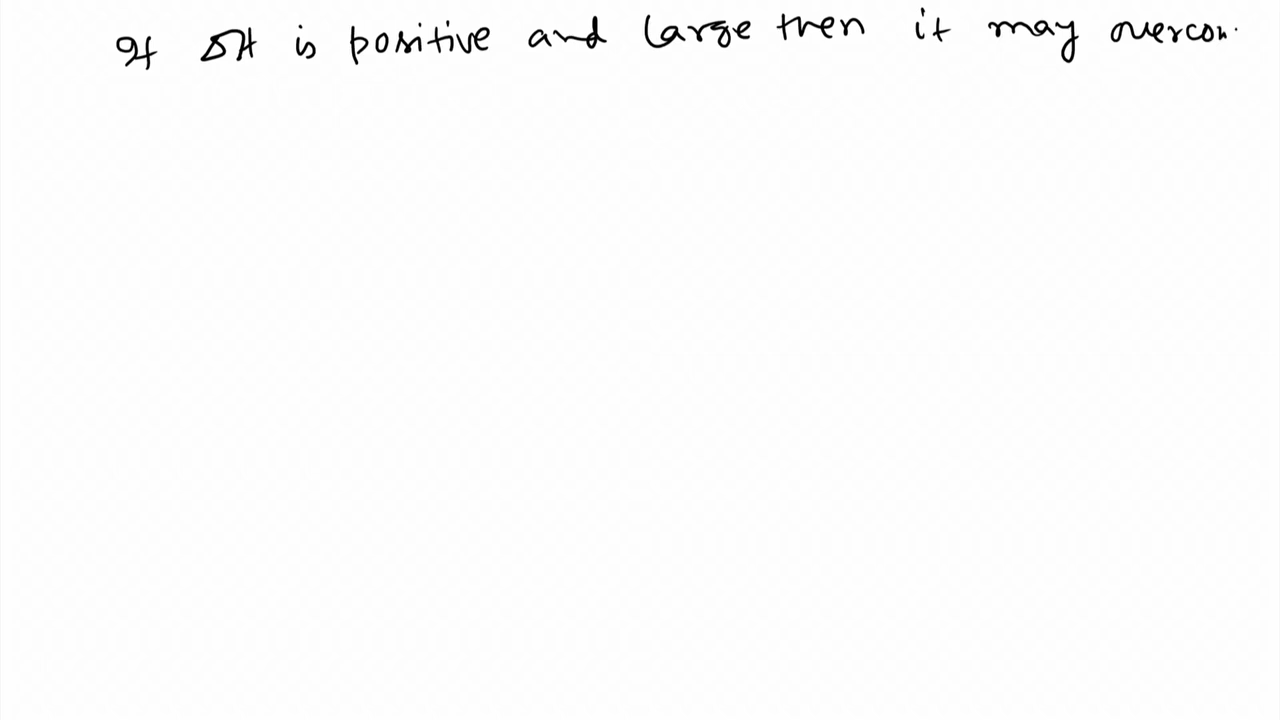 If ΔH is positive and large then it may overcom